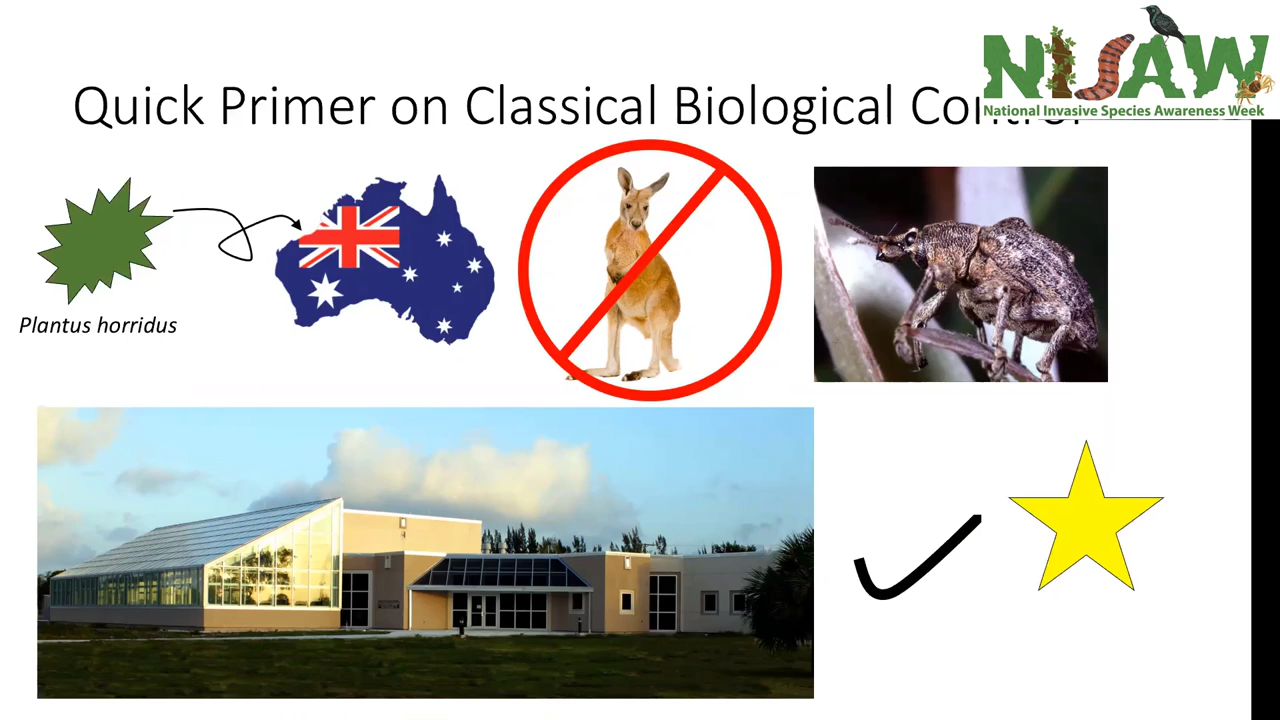 NISAW
National Invasive Species Awareness Week
Quick Primer on Classical Biological Control
Plantus horridus